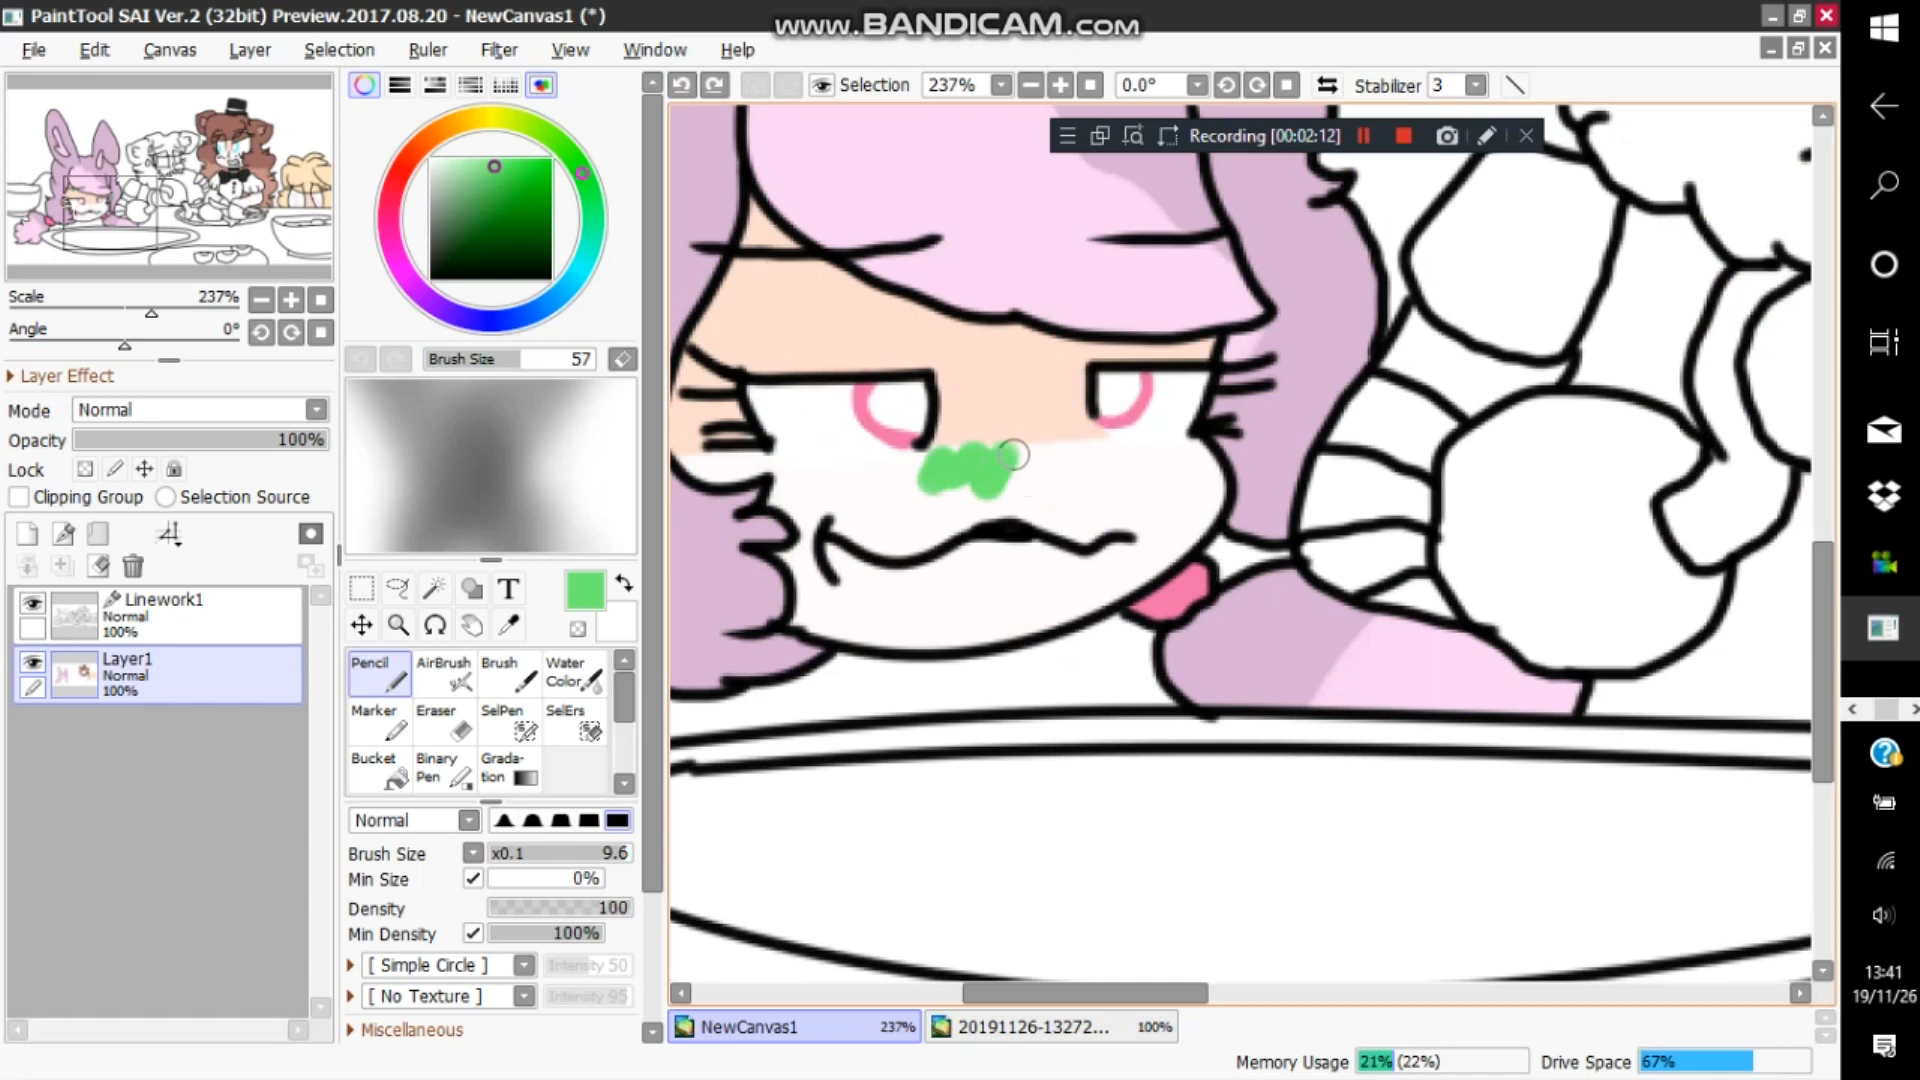 PaintTool SAI Ver.2 (32bit) Preview.2017.08.20 - NewCanvas1 (*)
www.BANDICAM.com
File Edit Canvas Layer Selection Ruler Filter View Window Help
Selection 237% 0.0° Stabilizer 3
Recording [00:02:12]
Scale 237%
Angle 0°
Layer Effect
Mode Normal
Opacity 100%
Lock
Clipping Group Selection Source
Linework1
Normal
100%
Layer1
Normal
100%
Brush Size 57
T
Pencil AirBrush Brush Water Color
Marker Eraser SelPen SelErs
Bucket Binary Pen Grada-tion
Normal
Brush Size x0.1 9.6
Min Size 0%
Density 100
Min Density 100%
[ Simple Circle ] Intensity 50
[ No Texture ] Intensity 95
Miscellaneous
NewCanvas1 237% 20191126-13272... 100%
Memory Usage 21% (22%) Drive Space 67%
13:41
19/11/26